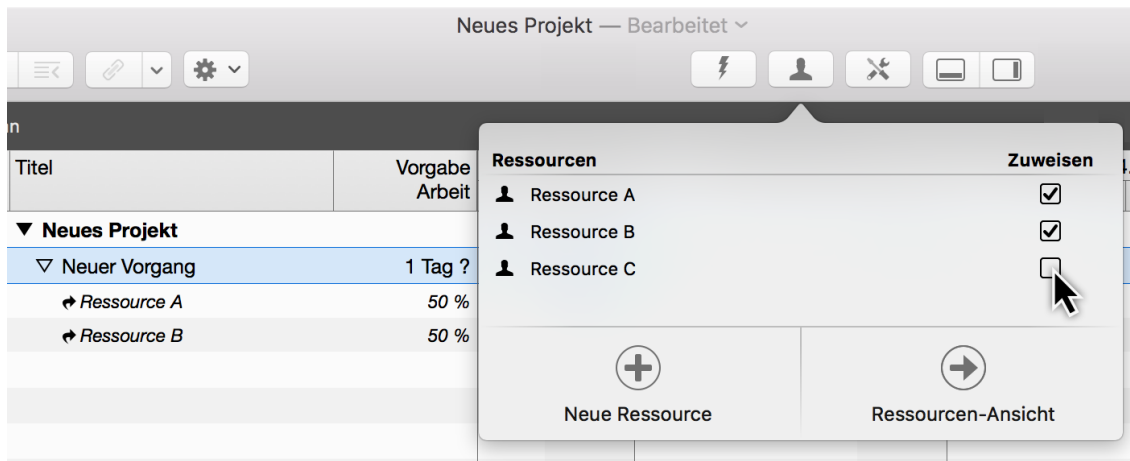 Neues Projekt — Bearbeitet
Titel
Vorgabe
Arbeit
Neues Projekt
Neuer Vorgang 1 Tag ?
Ressource A 50 %
Ressource B 50 %
Ressourcen Zuweisen
Ressource A
Ressource B
Ressource C
Neue Ressource
Ressourcen-Ansicht